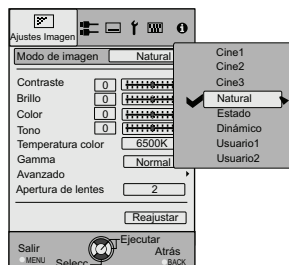 Ajustes Imagen
Modo de imagen Natural
Contraste 0
Brillo 0
Color 0
Tono 0
Temperatura color 6500K
Gamma Normal
Avanzado
Apertura de lentes 2
Reajustar
Cine1
Cine2
Cine3
Natural
Estado
Dinámico
Usuario1
Usuario2
Salir
MENU
Selecc
Ejecutar
Atrás
BACK